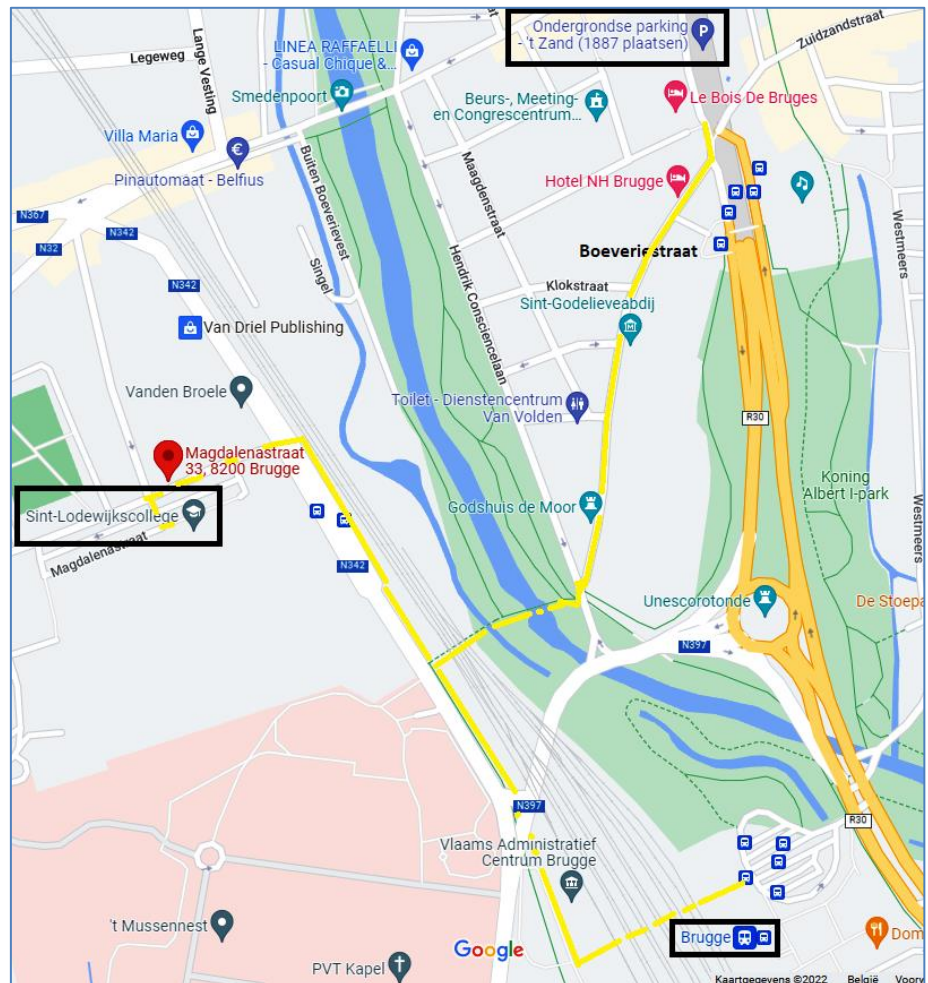 Ondergrondse parking
- 't Zand (1887 plaatsen)
P
Zuidzandstraat
Lange Vesting
Legeweg
LINEA RAFFAELLI
- Casual Chique &...
Smedenpoort
Beurs-, Meeting-
en Congrescentrum...
Le Bois De Bruges
Villa Maria
€
Pinautomaat - Belfius
Buiten Boeverievest
Maagdenstraat
Hotel NH Brugge
Westmeers
N367
N32
N342
Singel
Hendrik Consciencelaan
Boeveriestraat
N342
Klokstraat
Sint-Godelieveabdij
Van Driel Publishing
Vanden Broele
Toilet - Dienstencentrum
Van Volden
R30
Magdalenastraat
33, 8200 Brugge
Koning
Albert I-park
Sint-Lodewijkscollege
Godshuis de Moor
Westmeers
Magdalenastraat
N342
Unescorotonde
De Stoepa
N397
N397
R30
Vlaams Administratief
Centrum Brugge
't Mussennest
Google
Brugge
Dom
PVT Kapel
Kaartgegevens ©2022 België Voorw